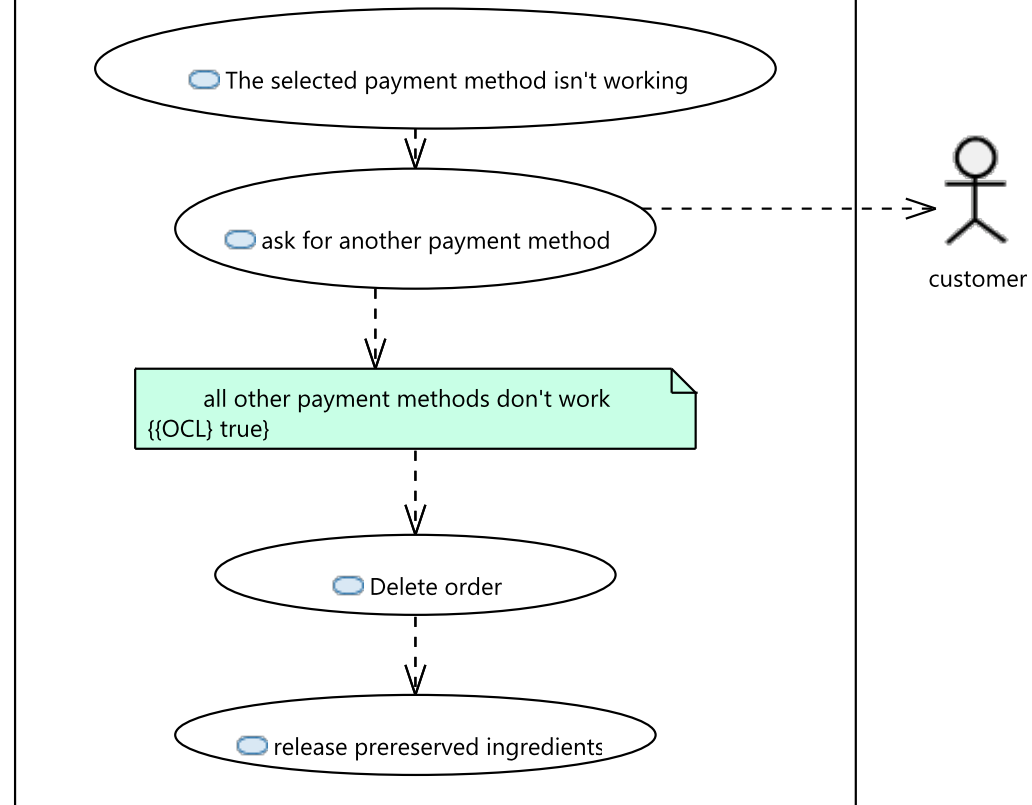 The selected payment method isn't working
ask for another payment method
customer
all other payment methods don't work
{{OCL} true}
Delete order
release prereserved ingredients